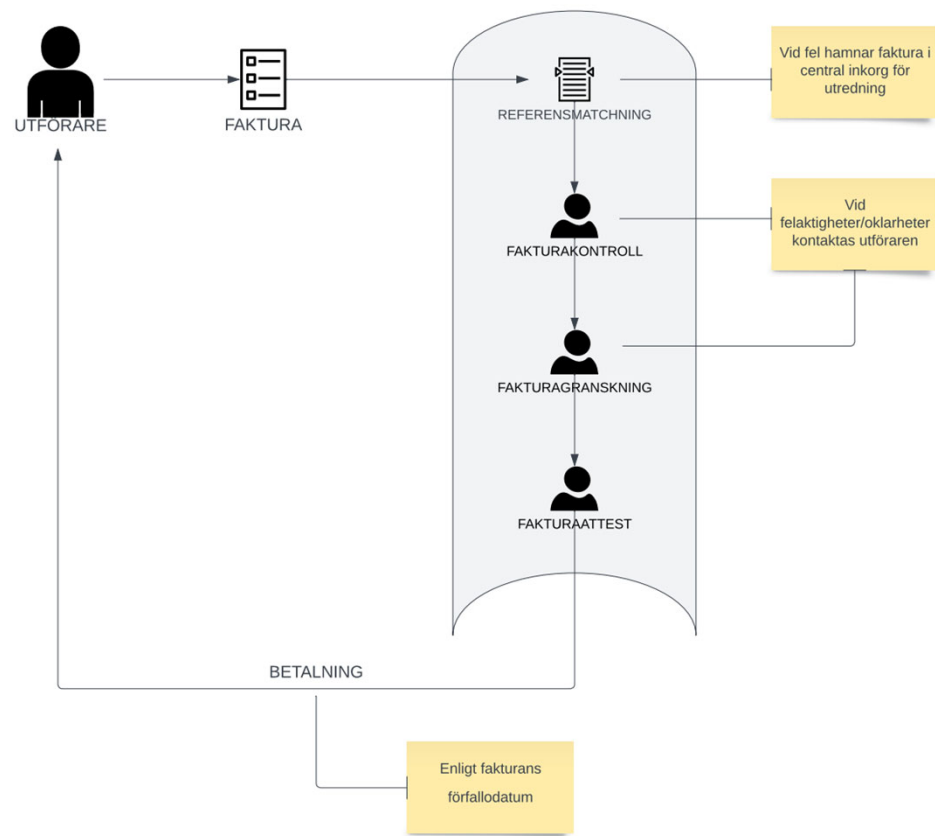 UTFÖRARE
FAKTURA
REFERENSMATCHNING
Vid fel hamnar faktura i
central inkorg för
utredning
Vid
felaktigheter/oklarheter
kontaktas utföraren
FAKTURAKONTROLL
FAKTURAGRANSKNING
FAKTURAATTEST
BETALNING
Enligt fakturans
förfallodatum